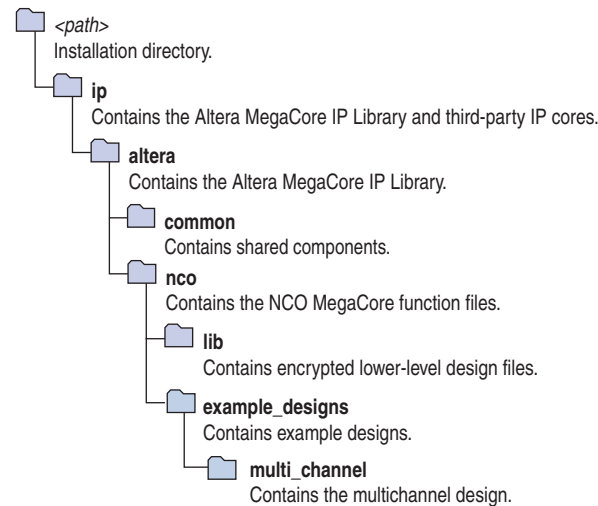 <path>
Installation directory.
ip
Contains the Altera MegaCore IP Library and third-party IP cores.
altera
Contains the Altera MegaCore IP Library.
common
Contains shared components.
nco
Contains the NCO MegaCore function files.
lib
Contains encrypted lower-level design files.
example_designs
Contains example designs.
multi_channel
Contains the multichannel design.